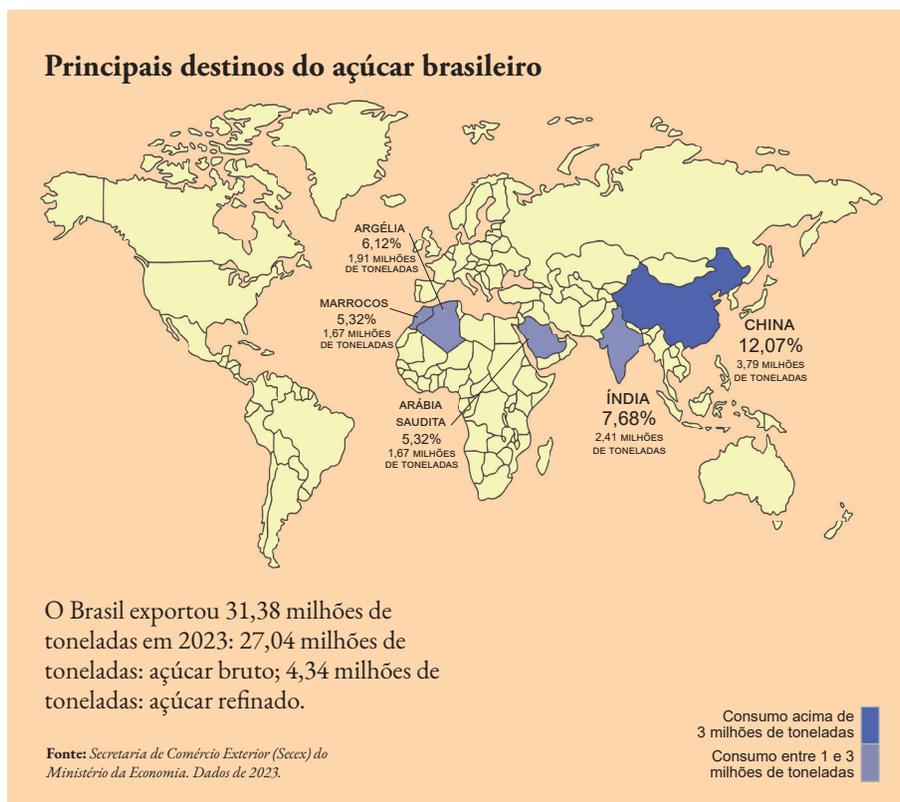 Principais destinos do açúcar brasileiro
ARGÉLIA
6,12%
1,91 MILHÕES
DE TONELADAS
MARROCOS
5,32%
1,67 MILHÕES
DE TONELADAS
CHINA
12,07%
3,79 MILHÕES
DE TONELADAS
ÍNDIA
7,68%
2,41 MILHÕES
DE TONELADAS
ARÁBIA
SAUDITA
5,32%
1,67 MILHÕES
DE TONELADAS
O Brasil exportou 31,38 milhões de
toneladas em 2023: 27,04 milhões de
toneladas: açúcar bruto; 4,34 milhões de
toneladas: açúcar refinado.
Fonte: Secretaria de Comércio Exterior (Secex) do
Ministério da Economia. Dados de 2023.
Consumo acima de
3 milhões de toneladas
Consumo entre 1 e 3
milhões de toneladas